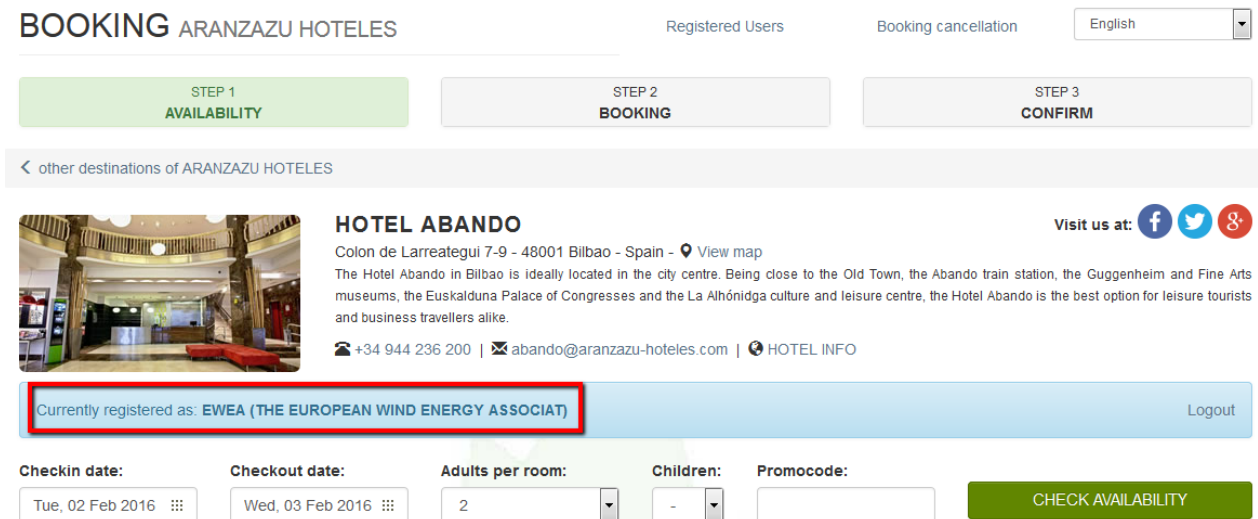 BOOKING ARANZAZU HOTELES
Registered Users
Booking cancellation
English
STEP 1
AVAILABILITY
STEP 2
BOOKING
STEP 3
CONFIRM
other destinations of ARANZAZU HOTELES
HOTEL ABANDO
Visit us at:
Colon de Larreategui 7-9 - 48001 Bilbao - Spain - View map
The Hotel Abando in Bilbao is ideally located in the city centre. Being close to the Old Town, the Abando train station, the Guggenheim and Fine Arts
museums, the Euskalduna Palace of Congresses and the La Alhónidga culture and leisure centre, the Hotel Abando is the best option for leisure tourists
and business travellers alike.
+34 944 236 200 | abando@aranzazu-hoteles.com | HOTEL INFO
Currently registered as: EWEA (THE EUROPEAN WIND ENERGY ASSOCIAT)
Logout
Checkin date:
Checkout date:
Adults per room:
Children:
Promocode:
Tue, 02 Feb 2016
Wed, 03 Feb 2016
2
-
CHECK AVAILABILITY